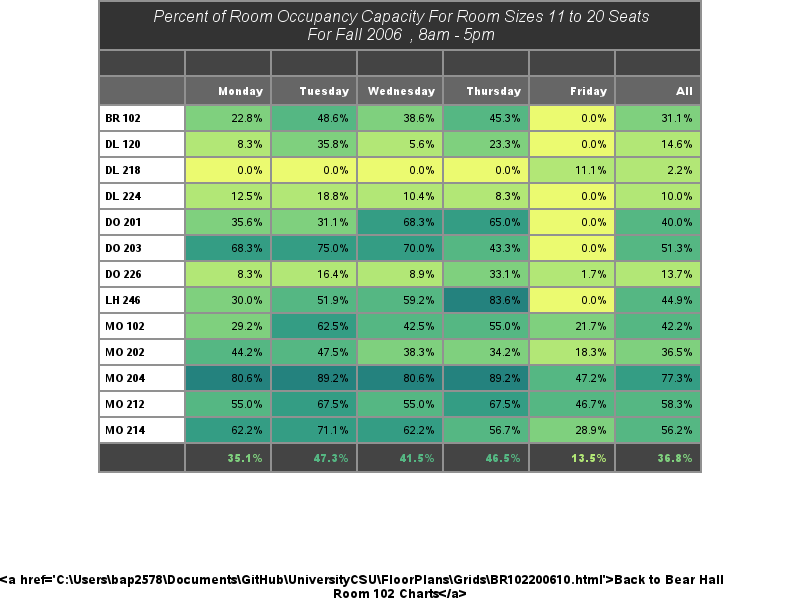 Percent of Room Occupancy Capacity For Room Sizes 11 to 20 Seats
For Fall 2006 , 8am - 5pm
Monday Tuesday Wednesday Thursday Friday All
BR 102 22.8% 48.6% 38.6% 45.3% 0.0% 31.1%
DL 120 8.3% 35.8% 5.6% 23.3% 0.0% 14.6%
DL 218 0.0% 0.0% 0.0% 0.0% 11.1% 2.2%
DL 224 12.5% 18.8% 10.4% 8.3% 0.0% 10.0%
DO 201 35.6% 31.1% 68.3% 65.0% 0.0% 40.0%
DO 203 68.3% 75.0% 70.0% 43.3% 0.0% 51.3%
DO 226 8.3% 16.4% 8.9% 33.1% 1.7% 13.7%
LH 246 30.0% 51.9% 59.2% 83.6% 0.0% 44.9%
MO 102 29.2% 62.5% 42.5% 55.0% 21.7% 42.2%
MO 202 44.2% 47.5% 38.3% 34.2% 18.3% 36.5%
MO 204 80.6% 89.2% 80.6% 89.2% 47.2% 77.3%
MO 212 55.0% 67.5% 55.0% 67.5% 46.7% 58.3%
MO 214 62.2% 71.1% 62.2% 56.7% 28.9% 56.2%
35.1% 47.3% 41.5% 46.5% 13.5% 36.8%
<a href='C:\Users\bap2578\Documents\GitHub\UniversityCSU\FloorPlans\Grids\BR102200610.html'>Back to Bear Hall
Room 102 Charts</a>